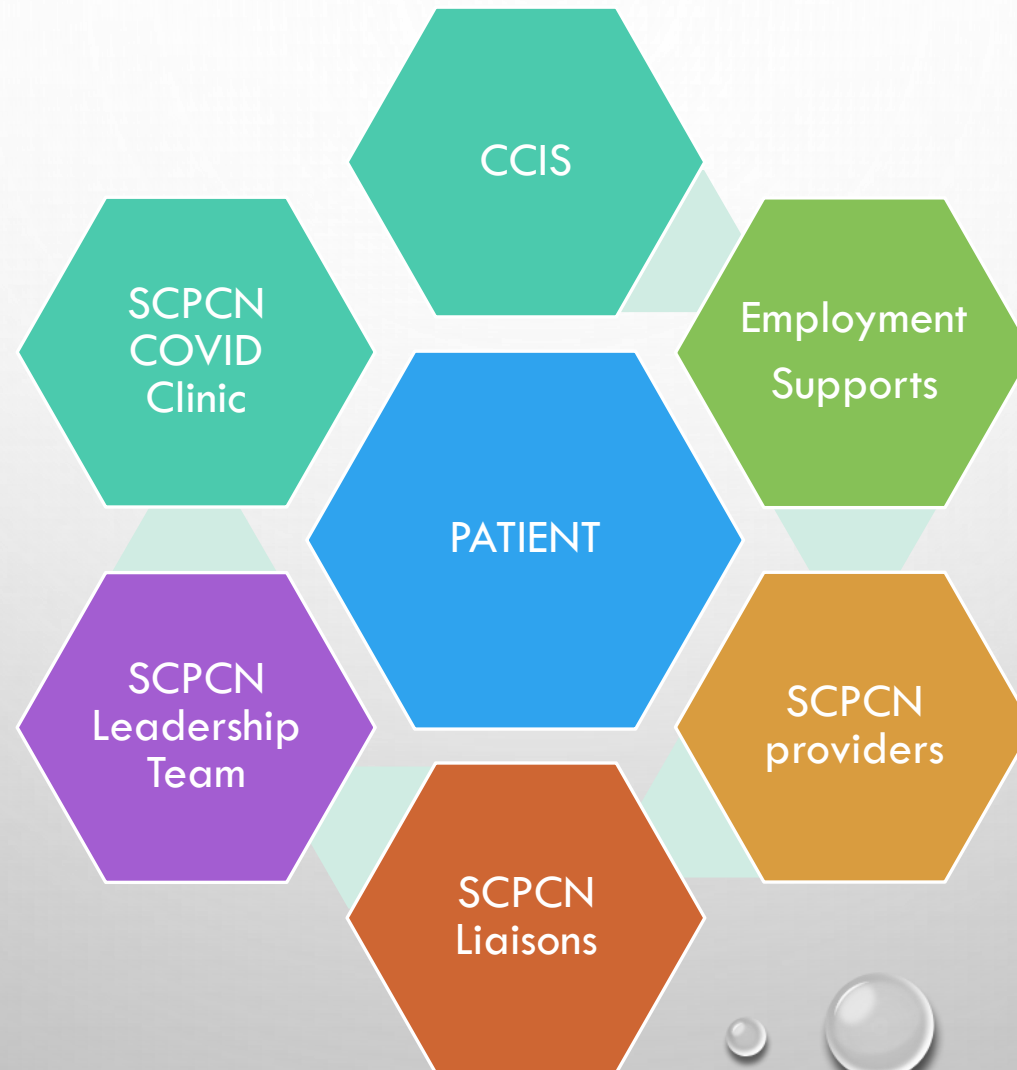 CCIS
SCPCN
COVID
Clinic
Employment
Supports
PATIENT
SCPCN
Leadership
Team
SCPCN
providers
SCPCN
Liaisons